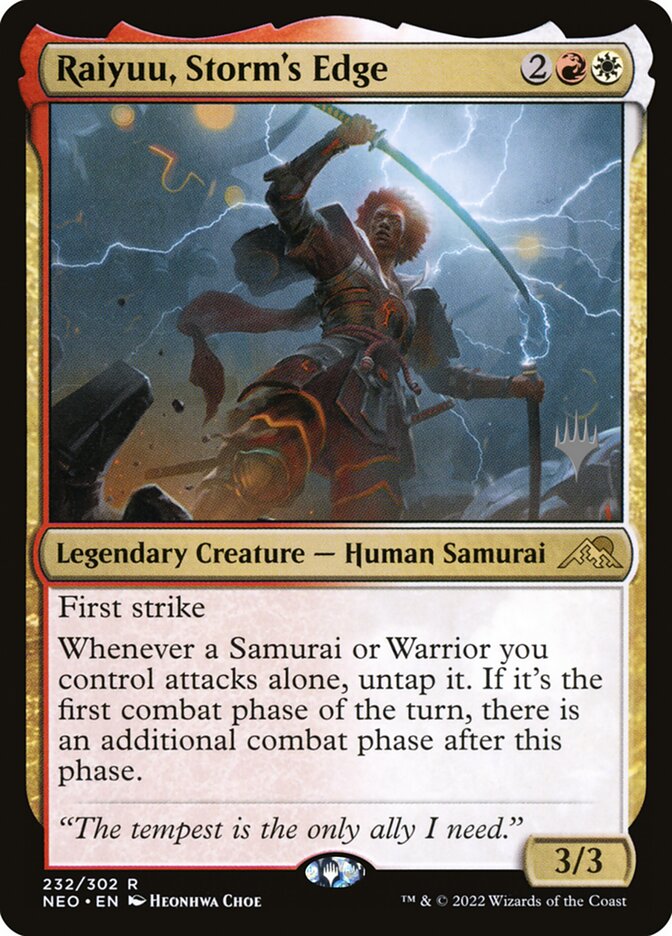 Raiyuu, Storm's Edge 2
Legendary Creature — Human Samurai
First strike
Whenever a Samurai or Warrior you
control attacks alone, untap it. If it's the
first combat phase of the turn, there is
an additional combat phase after this
phase.
“The tempest is the only ally I need.”
3/3
232/302 R
NEO • EN Heonhwa Choe
™ & © 2022 Wizards of the Coast